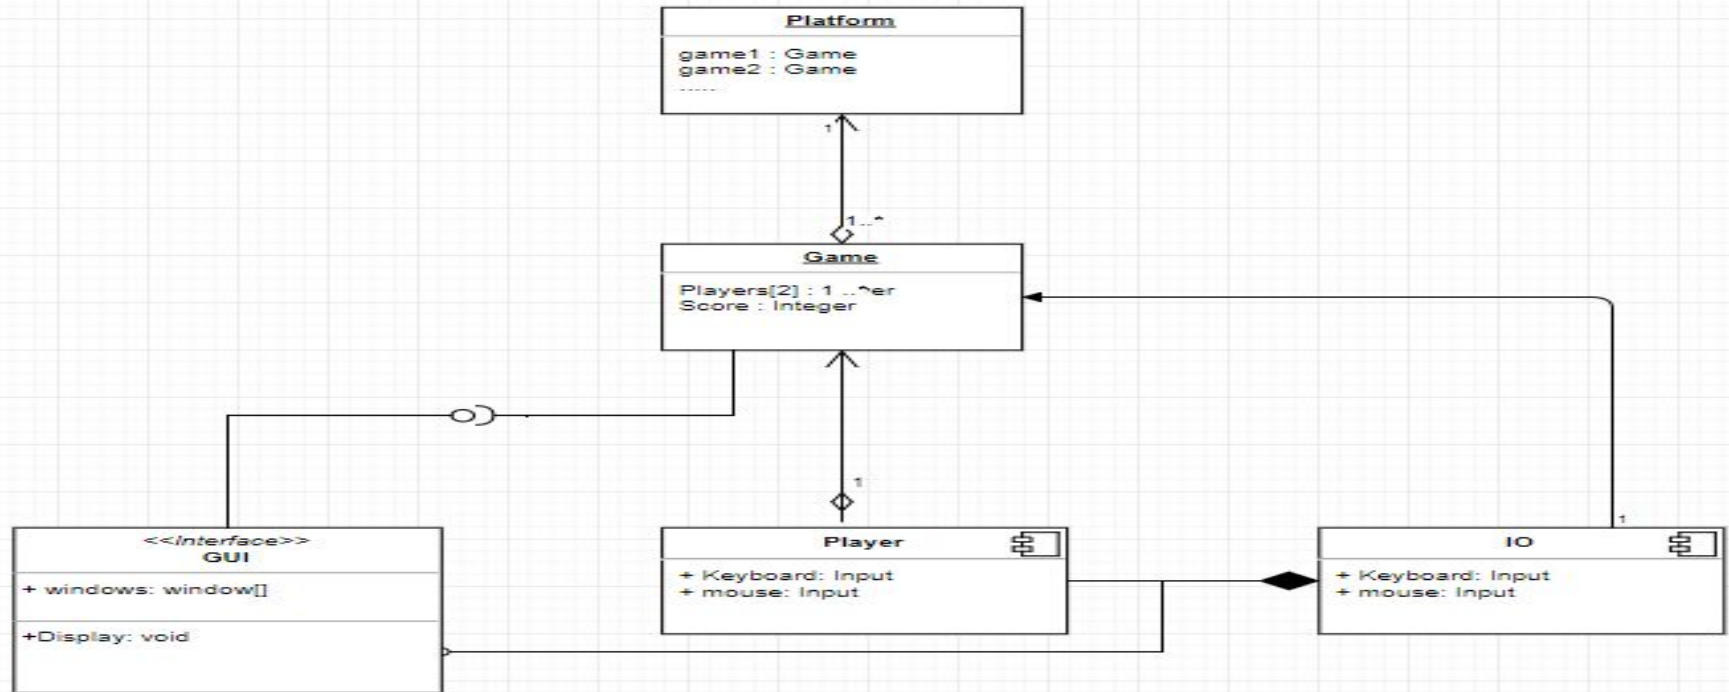 Platform
game1 : Game
game2 : Game
-----
1
1..*
Game
Players[2] : 1 ..*er
Score : Integer
1
1
<<Interface>>
GUI
+ windows: window[]
+Display: void
Player
+ Keyboard: Input
+ mouse: Input
IO
+ Keyboard: Input
+ mouse: Input